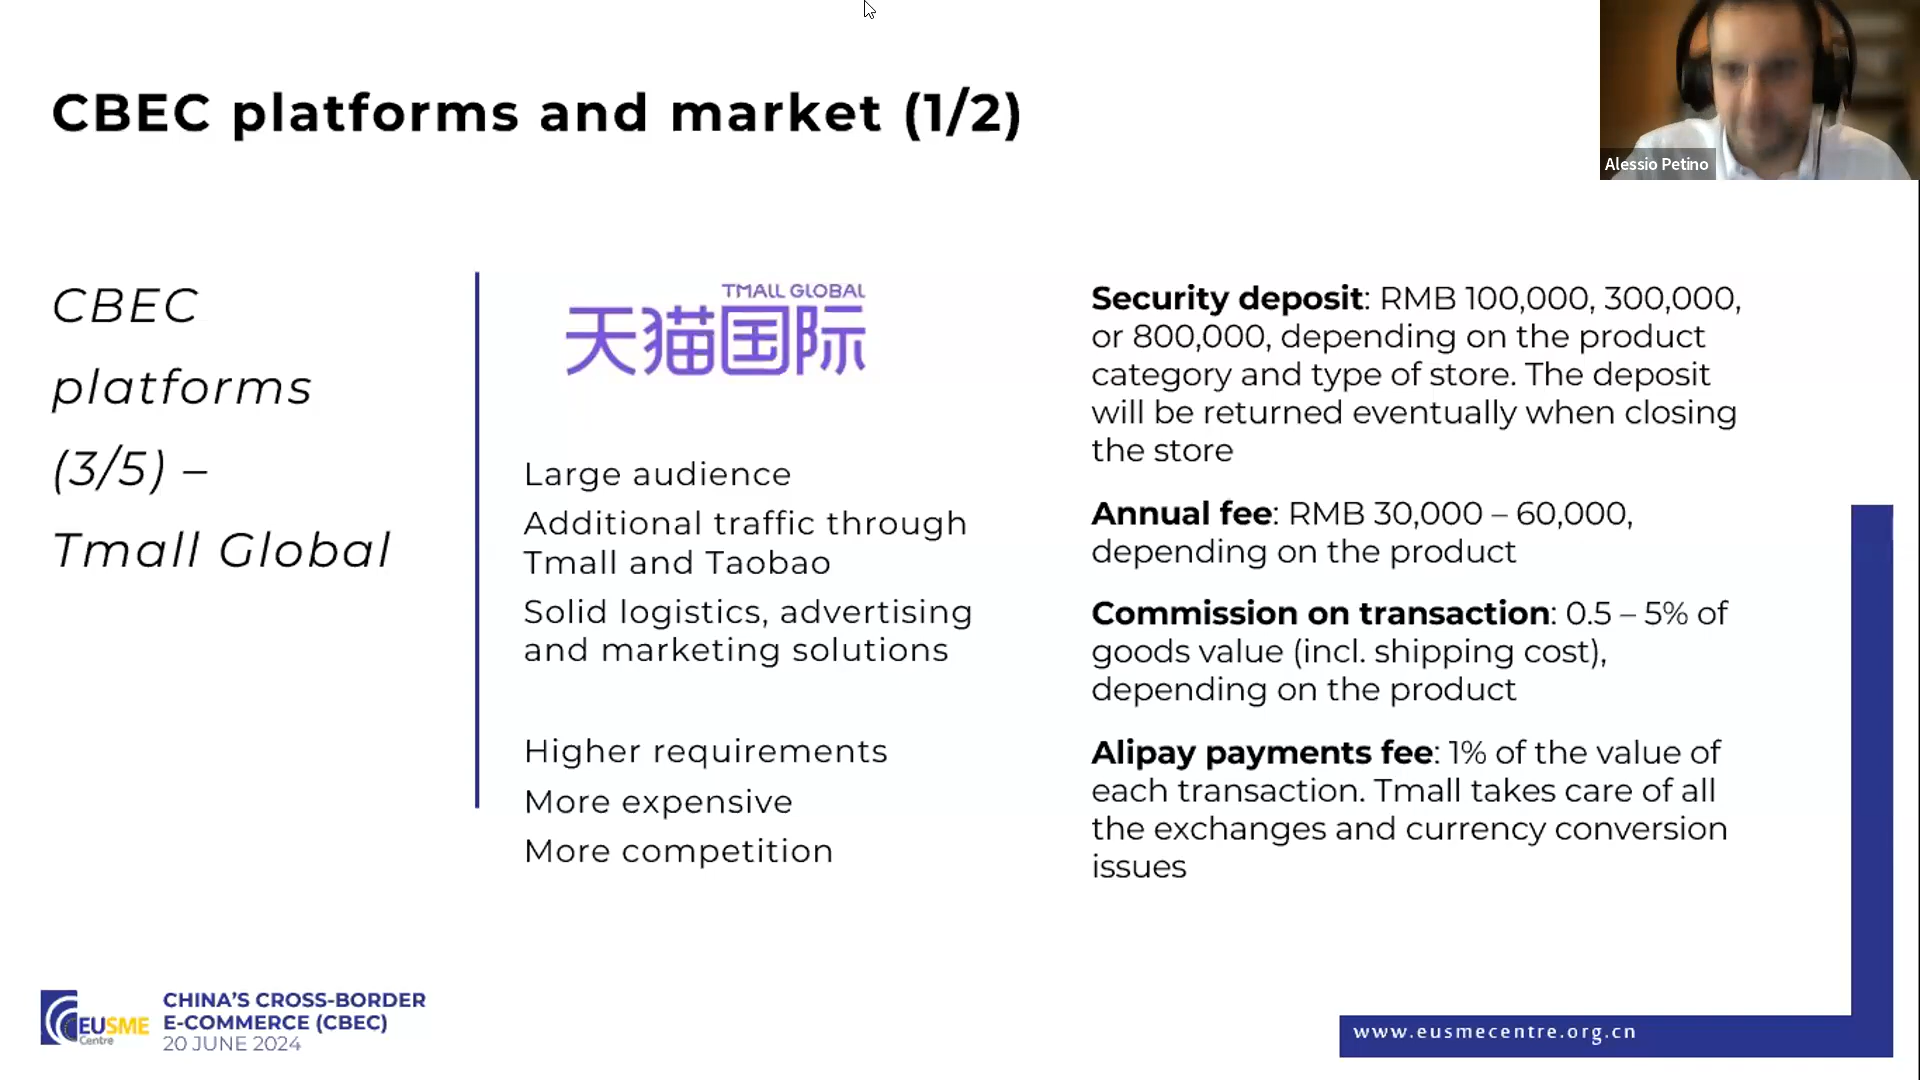 CBEC platforms and market (1/2)
Alessio Petino
CBEC
platforms
(3/5) –
Tmall Global
TMALL GLOBAL
天猫国际
Large audience
Additional traffic through
Tmall and Taobao
Solid logistics, advertising
and marketing solutions
Higher requirements
More expensive
More competition
Security deposit: RMB 100,000, 300,000,
or 800,000, depending on the product
category and type of store. The deposit
will be returned eventually when closing
the store
Annual fee: RMB 30,000 – 60,000,
depending on the product
Commission on transaction: 0.5 – 5% of
goods value (incl. shipping cost),
depending on the product
Alipay payments fee: 1% of the value of
each transaction. Tmall takes care of all
the exchanges and currency conversion
issues
EUSME
Centre
CHINA'S CROSS-BORDER
E-COMMERCE (CBEC)
20 JUNE 2024
www.eusmecentre.org.cn